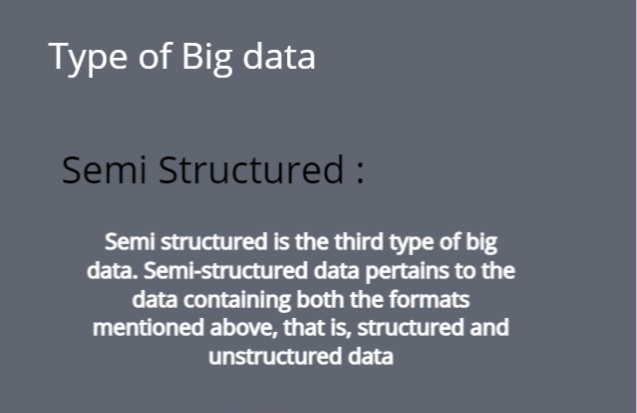 Type of Big data
Semi Structured :
Semi structured is the third type of big
data. Semi-structured data pertains to the
data containing both the formats
mentioned above, that is, structured and
unstructured data